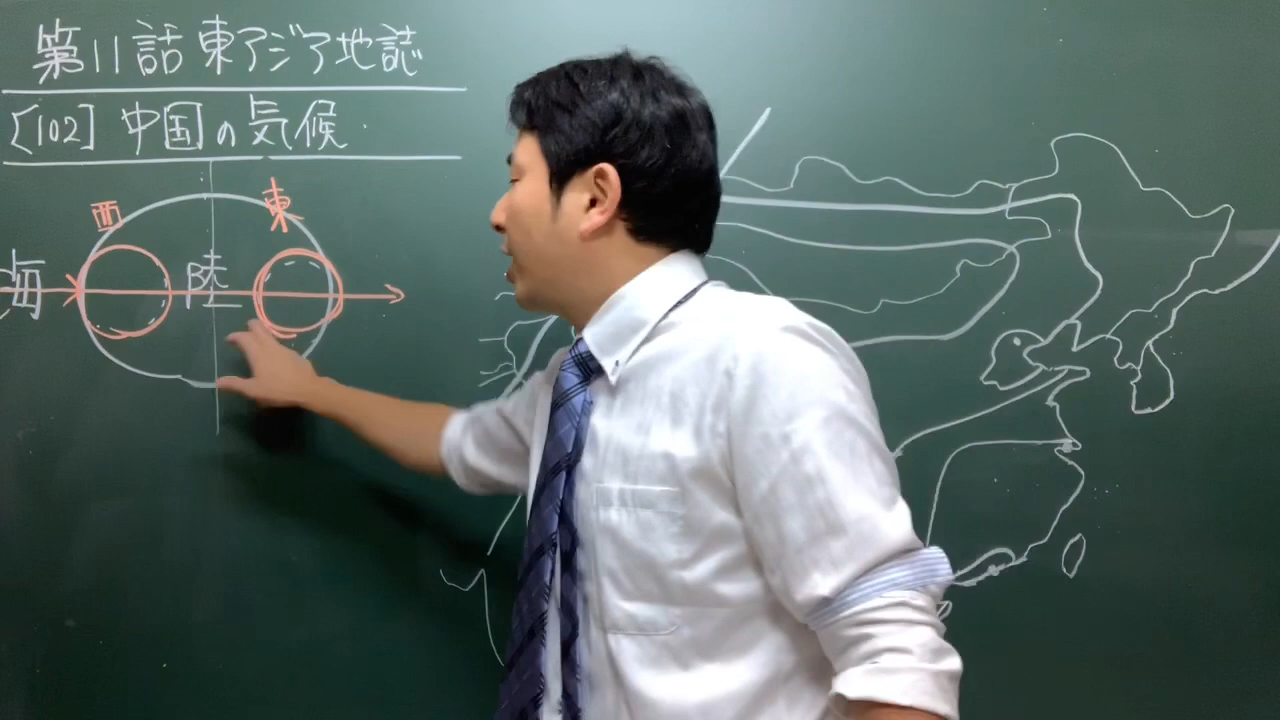 第11話 東アジア地誌
[102] 中国の気候
西 東
海 陸